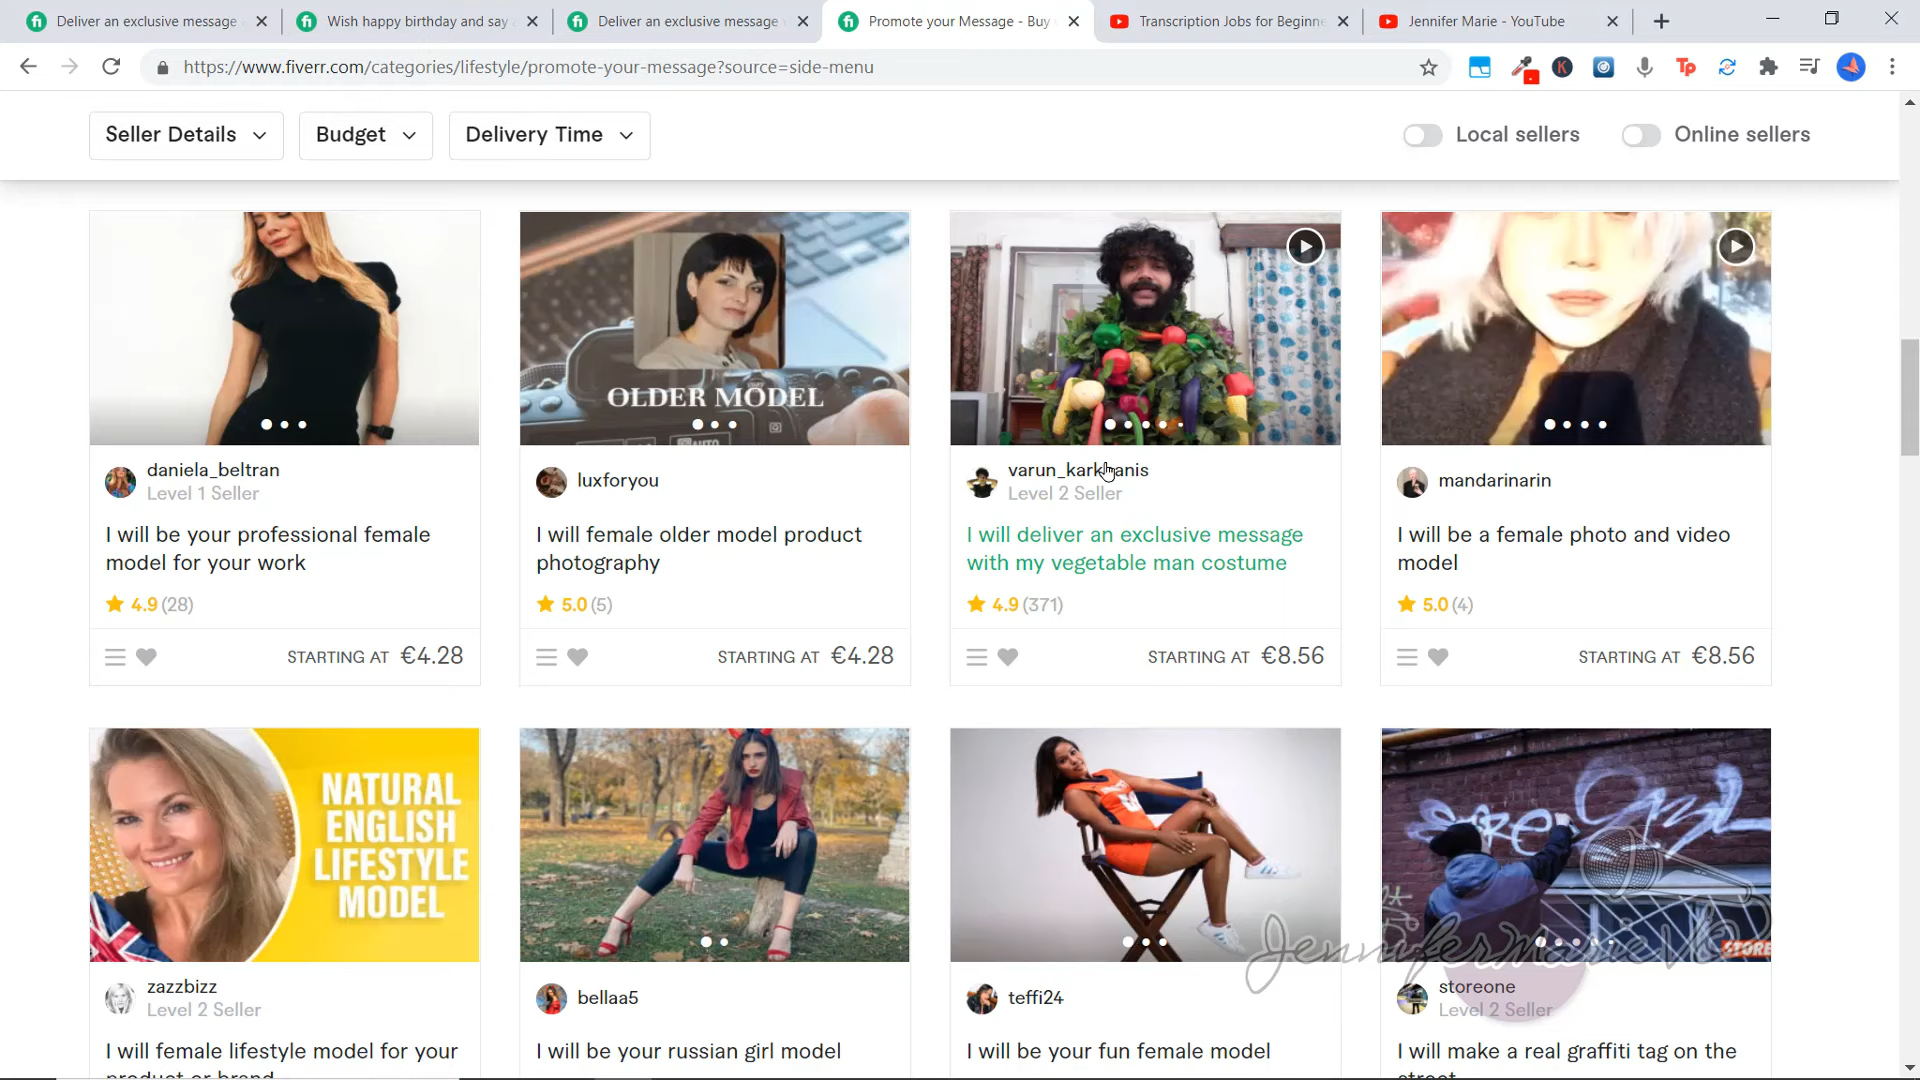 Deliver an exclusive message
Wish happy birthday and say
Deliver an exclusive message
Promote your Message - Buy
Transcription Jobs for Beginne
Jennifer Marie - YouTube
https://www.fiverr.com/categories/lifestyle/promote-your-message?source=side-menu
Seller Details
Budget
Delivery Time
Local sellers
Online sellers
OLDER MODEL
daniela_beltran
Level 1 Seller
I will be your professional female
model for your work
4.9 (28)
STARTING AT €4.28
luxforyou
I will female older model product
photography
5.0 (5)
STARTING AT €4.28
varun_karkhanis
Level 2 Seller
I will deliver an exclusive message
with my vegetable man costume
4.9 (371)
STARTING AT €8.56
mandarinarin
I will be a female photo and video
model
5.0 (4)
STARTING AT €8.56
NATURAL
ENGLISH
LIFESTYLE
MODEL
zazzbizz
Level 2 Seller
I will female lifestyle model for your
product or brand
bellaa5
I will be your russian girl model
teffi24
I will be your fun female model
STORE
JenniferMarieVO
storeone
Level 2 Seller
I will make a real graffiti tag on the
street